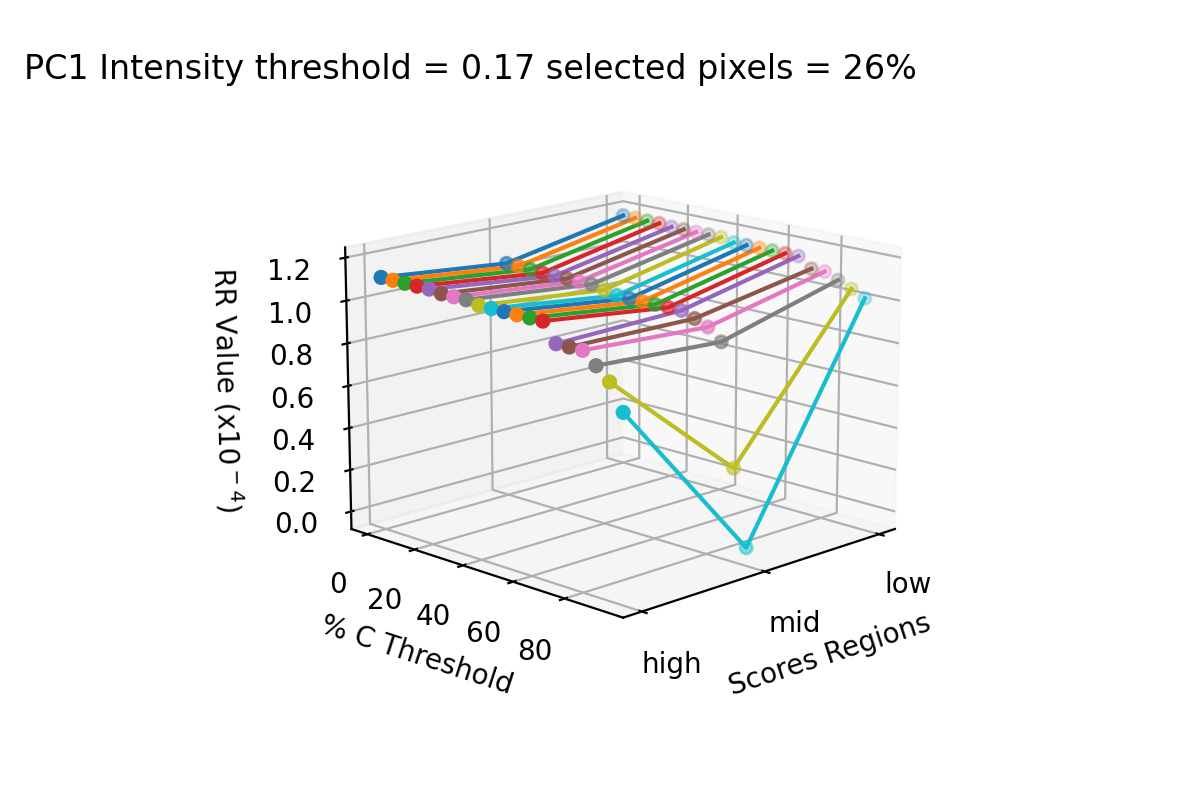 PC1 Intensity threshold = 0.17 selected pixels = 26%
RR Value (x10⁻⁴)
1.2
1.0
0.8
0.6
0.4
0.2
0.0
0
20
40
60
80
% C Threshold
high
mid
low
Scores Regions